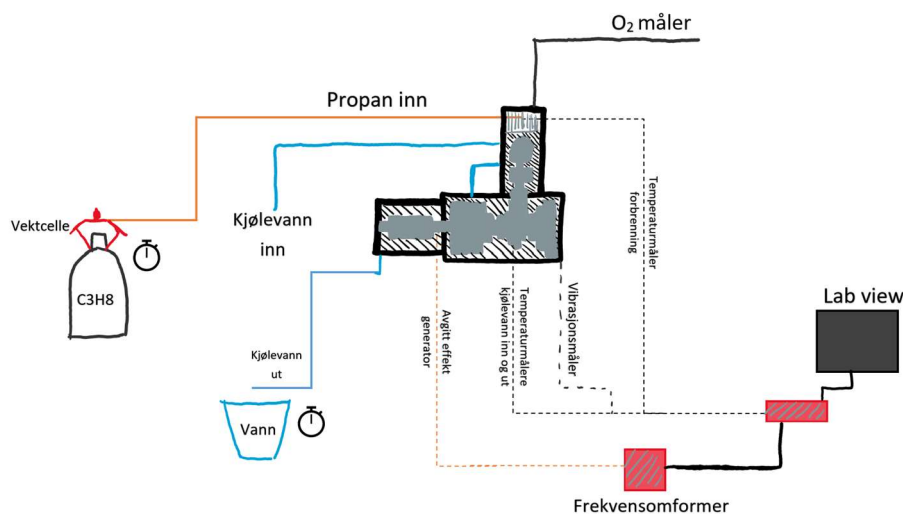 O₂ måler
Propan inn
Kjølevann
inn
Vektcelle
C3H8
Kjølevann
ut
Vann
Avgitt effekt
generator
Temperaturmålere
kjølevann inn og ut
Vibrasjonsmåler
Temperaturmåler
forbrenning
Lab view
Frekvensomformer